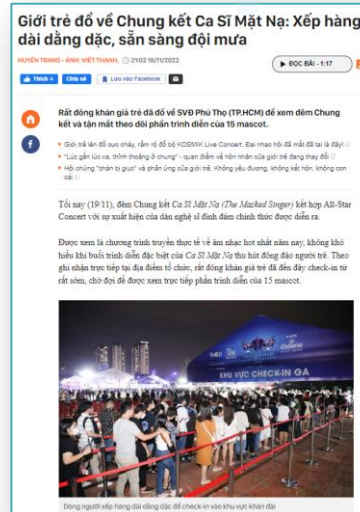 Giới trẻ đổ về Chung kết Ca Sĩ Mặt Nạ: Xếp hàng
dài dằng dặc, sẵn sàng đội mưa
HUYỀN TRANG - ẢNH: VIẾT THANH, 21:02 19/11/2022
ĐỌC BÀI - 1:17
Thích 4 Chia sẻ Lưu vào Facebook
Rất đông khán giả trẻ đã đổ về SVĐ Phú Thọ (TP.HCM) để xem đêm Chung
kết và tận mắt theo dõi phần trình diễn của 15 mascot.
Giới trẻ lên đồ cực cháy, rầm rộ đổ bộ KOSMIK Live Concert: Đại nhạc hội đã mắt đã tai là đây!
"Lúc gần lúc xa, thỉnh thoảng ở chung" - quan điểm về hôn nhân của giới trẻ đang thay đổi
Hội chứng "chán bị giục" và phản ứng của giới trẻ: Không yêu đương, không kết hôn, không con
cái
Tối nay (19/11), đêm Chung kết Ca Sĩ Mặt Nạ (The Masked Singer) kết hợp All-Star
Concert với sự xuất hiện của dàn nghệ sĩ đình đám chính thức được diễn ra.
Được xem là chương trình truyền thực tế về âm nhạc hot nhất năm nay, không khó
hiểu khi buổi trình diễn đặc biệt của Ca Sĩ Mặt Nạ thu hút đông đảo người trẻ. Theo
ghi nhận trực tiếp tại địa điểm tổ chức, rất đông khán giả trẻ đã đến đây check-in từ
rất sớm, chờ đợi để được xem trực tiếp phần trình diễn của 15 mascot.
KHU VỰC CHECK-IN GA
Dòng người xếp hàng dài dằng dặc để check-in vào khu vực khán đài